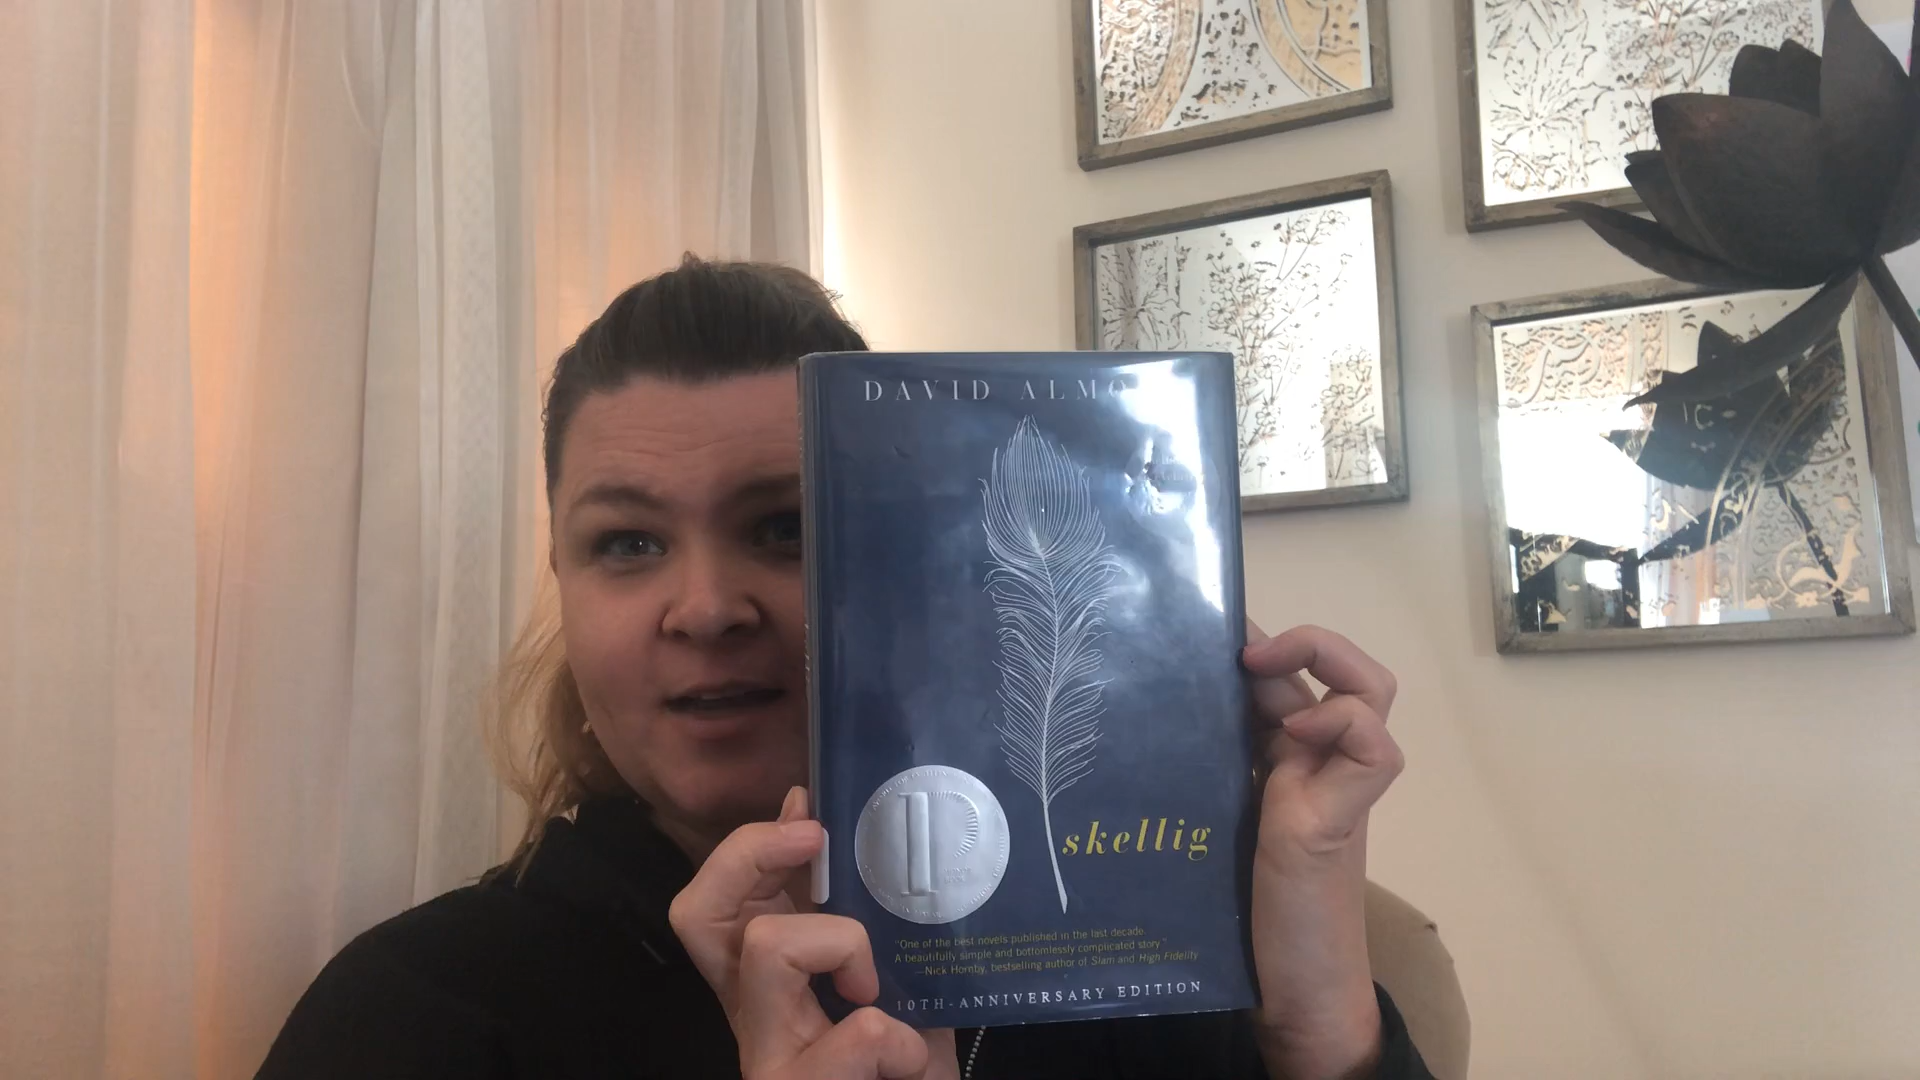 DAVID ALMO
P
skellig
"One of the best novels published in the last decade.
A beautifully simple and bottomlessly complicated story."
—Nick Hornby, bestselling author of Slam and High Fidelity
10TH-ANNIVERSARY EDITION